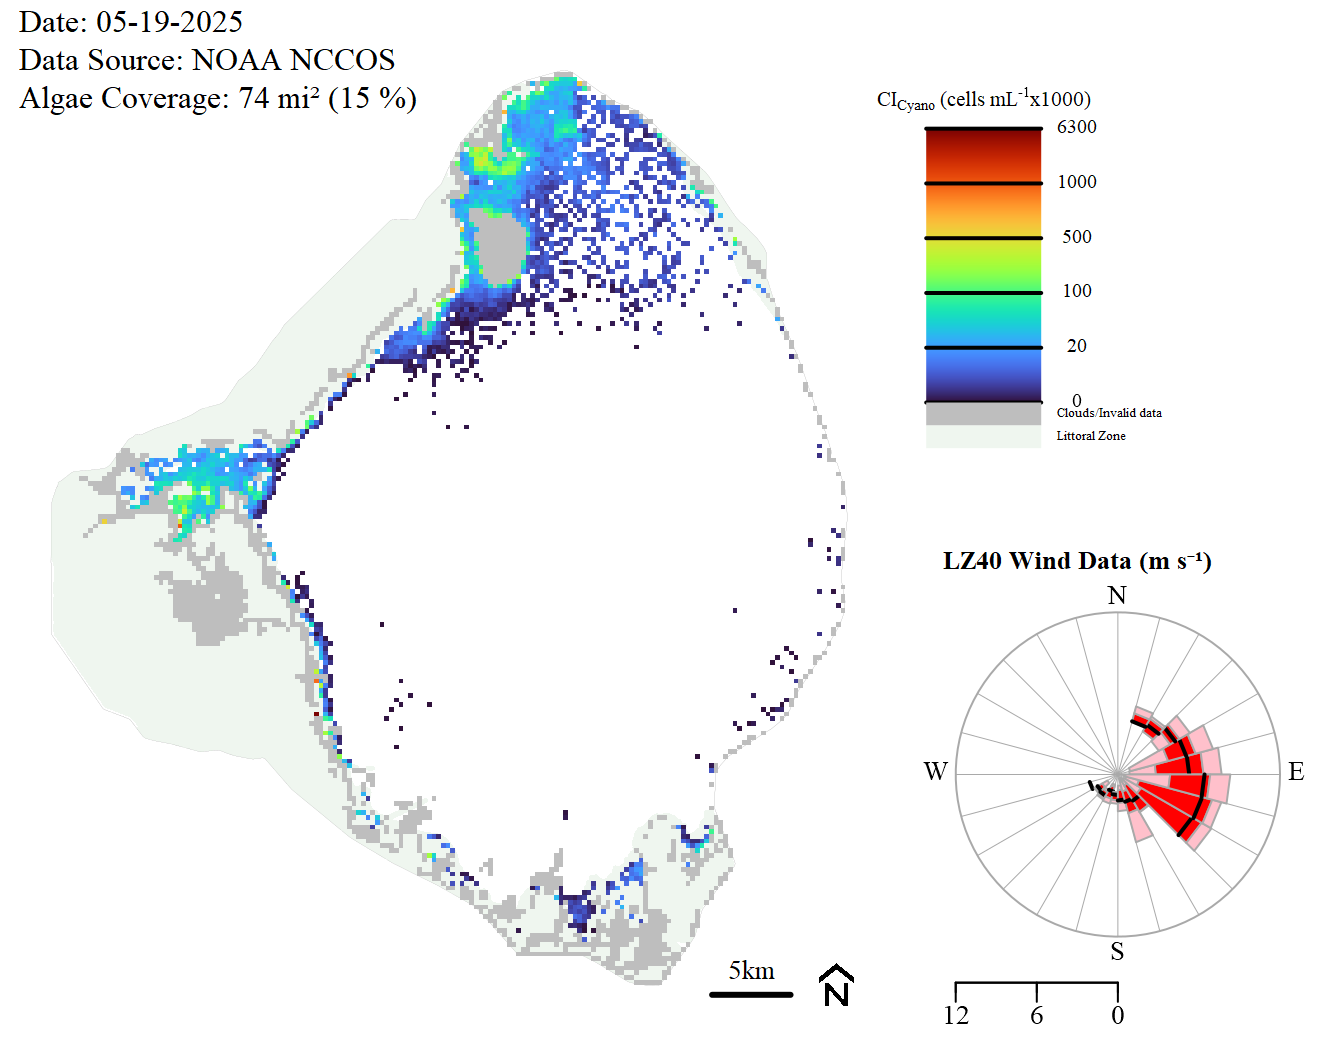 Date: 05-19-2025
Data Source: NOAA NCCOS
Algae Coverage: 74 mi² (15 %)
CICyano (cells mL⁻¹x1000)
6300
1000
500
100
20
0
Clouds/Invalid data
Littoral Zone
LZ40 Wind Data (m s⁻¹)
N
W
E
S
5km
N
12 6 0